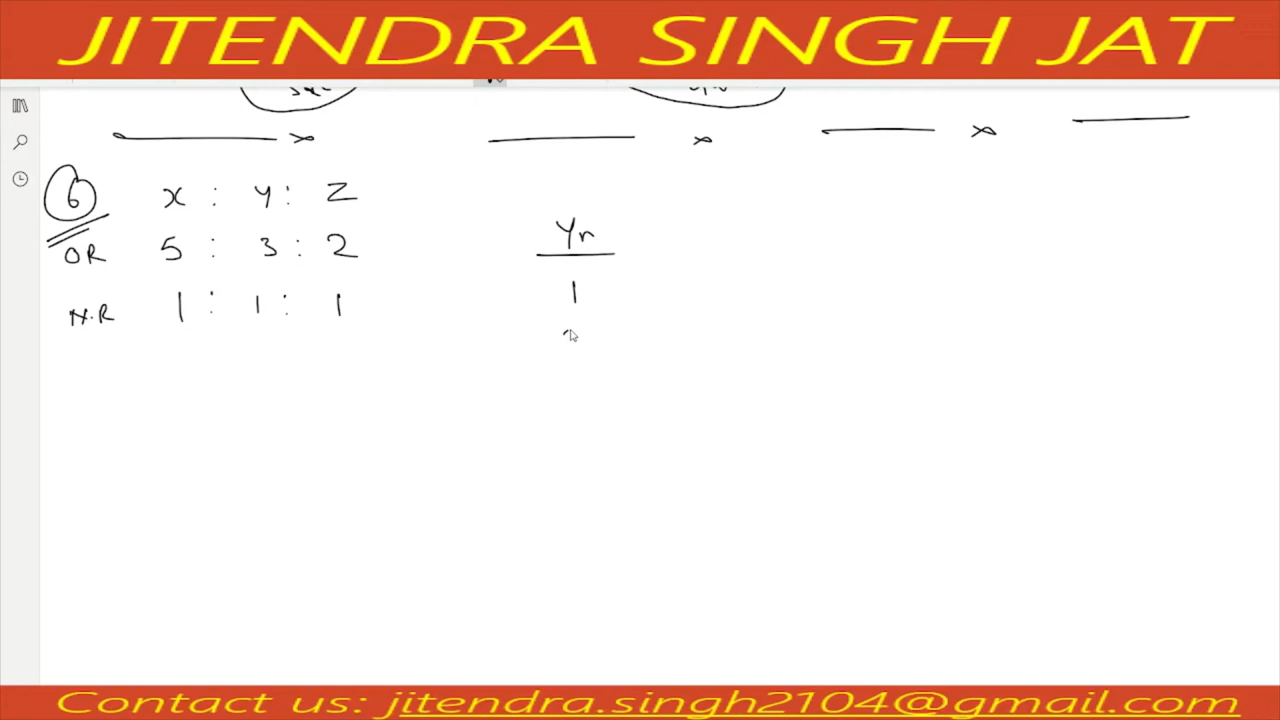 JITENDRA SINGH JAT
6 x : y : z
OR 5 : 3 : 2
N.R 1 : 1 : 1
Yr
1
Contact us: jitendra.singh2104@gmail.com